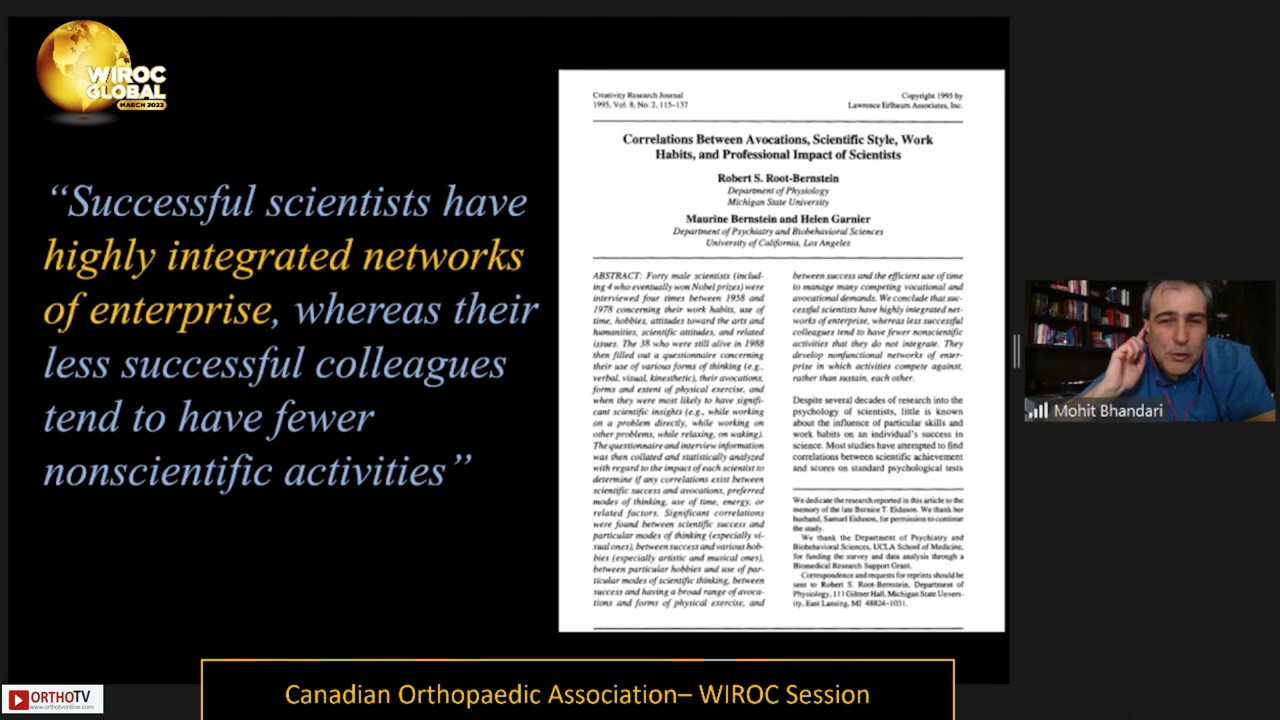 WIROC
GLOBAL
MARCH 2022
“Successful scientists have
highly integrated networks
of enterprise, whereas their
less successful colleagues
tend to have fewer
nonscientific activities”
Creativity Research Journal
1995, Vol. 8, No. 2, 115–137
Copyright 1995 by
Lawrence Erlbaum Associates, Inc.
Correlations Between Avocations, Scientific Style, Work
Habits, and Professional Impact of Scientists
Robert S. Root-Bernstein
Department of Physiology
Michigan State University
Maurine Bernstein and Helen Garnier
Department of Psychiatry and Biobehavioral Sciences
University of California, Los Angeles
ABSTRACT: Forty male scientists (includ-
ing 4 who eventually won Nobel prizes) were
interviewed four times between 1958 and
1978 concerning their work habits, use of
time, hobbies, attitudes toward the arts and
humanities, scientific attitudes, and related
issues. The 38 who were still alive in 1988
then filled out a questionnaire concerning
their use of various forms of thinking (e.g.,
verbal, visual, kinesthetic), their avocations,
forms and extent of physical exercise, and
when they were most likely to have signifi-
cant scientific insights (e.g., while working
on a problem directly, while working on
other problems, while relaxing, on waking).
The questionnaire and interview information
was then collated and statistically analyzed
with regard to the impact of each scientist to
determine if any correlations exist between
scientific success and avocations, preferred
modes of thinking, use of time, energy, or
related factors. Significant correlations
were found between scientific success and
particular modes of thinking (especially vi-
sual ones), between success and various hob-
bies (especially artistic and musical ones),
between particular hobbies and use of par-
ticular modes of scientific thinking, between
success and having a broad range of avoca-
tions and forms of physical exercise, and
between success and the efficient use of time
to manage many competing vocational and
avocational demands. We conclude that suc-
cessful scientists have highly integrated net-
works of enterprise, whereas less successful
colleagues tend to have fewer nonscientific
activities that they do not integrate. They
develop nonfunctional networks of enter-
prise in which activities compete against,
rather than sustain, each other.
Despite several decades of research into the
psychology of scientists, little is known
about the influence of particular skills and
work habits on an individual's success in
science. Most studies have attempted to find
correlations between scientific achievement
and scores on standard psychological tests
We dedicate the research reported in this article to the
memory of the late Bernice T. Eiduson. We thank her
husband, Samuel Eiduson, for permission to continue
the study.
We thank the Department of Psychiatry and
Biobehavioral Sciences, UCLA School of Medicine,
for funding the survey and data analysis through a
Biomedical Research Support Grant.
Correspondence and requests for reprints should be
sent to Robert S. Root-Bernstein, Department of
Physiology, 111 Giltner Hall, Michigan State Univers-
ity, East Lansing, MI 48824–1031.
Mohit Bhandari
ORTHOTV
www.orthotvonline.com
Canadian Orthopaedic Association– WIROC Session